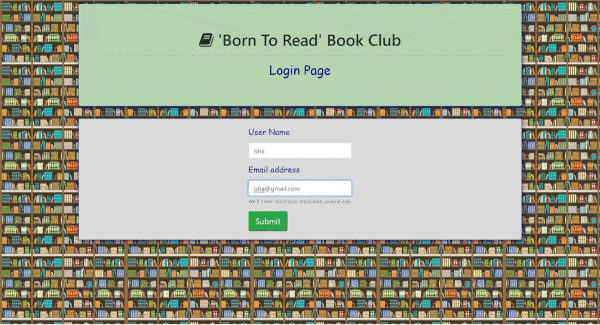 'Born To Read' Book Club
Login Page
User Name
isha
Email address
isha@gmail.com
We'll never share your email with anyone else.
Submit